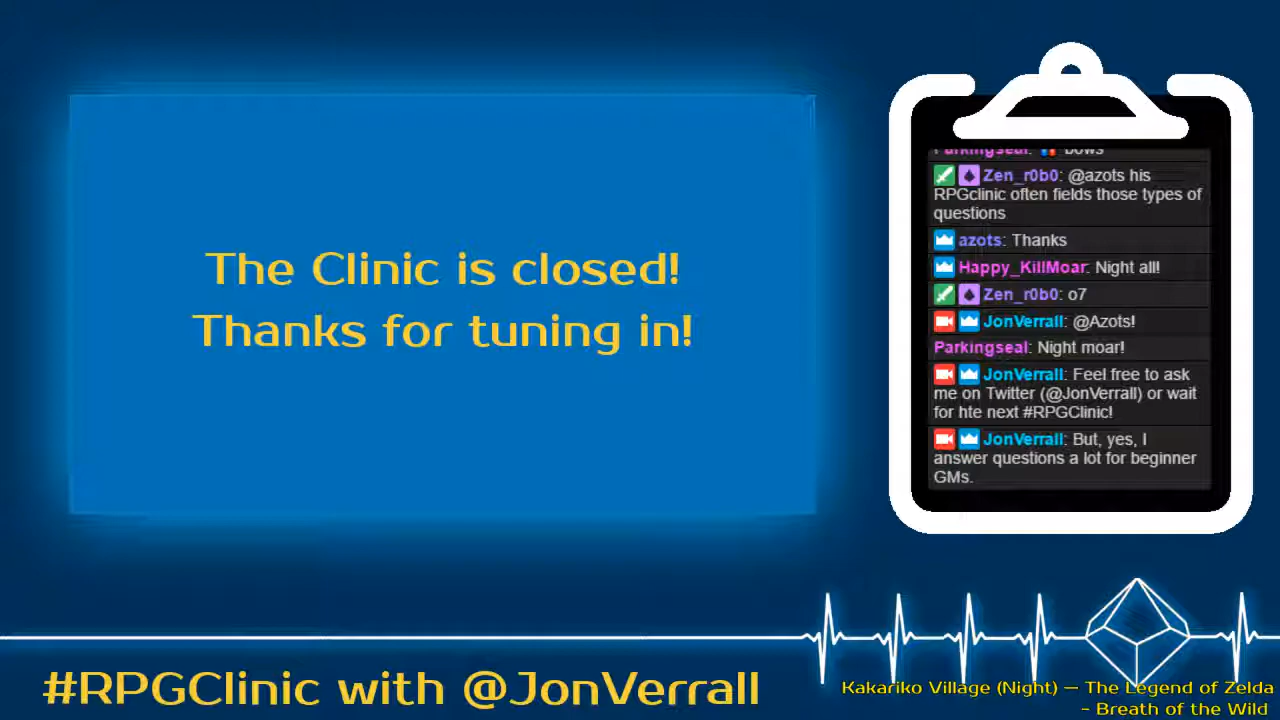 The Clinic is closed!
Thanks for tuning in!
Parkingseal: bows
Zen_r0b0: @azots his
RPGclinic often fields those types of
questions
azots: Thanks
Happy_KillMoar: Night all!
Zen_r0b0: o7
JonVerrall: @Azots!
Parkingseal: Night moar!
JonVerrall: Feel free to ask
me on Twitter (@JonVerrall) or wait
for hte next #RPGClinic!
JonVerrall: But, yes, I
answer questions a lot for beginner
GMs.
#RPGClinic with @JonVerrall
Kakariko Village (Night) — The Legend of Zelda
- Breath of the Wild